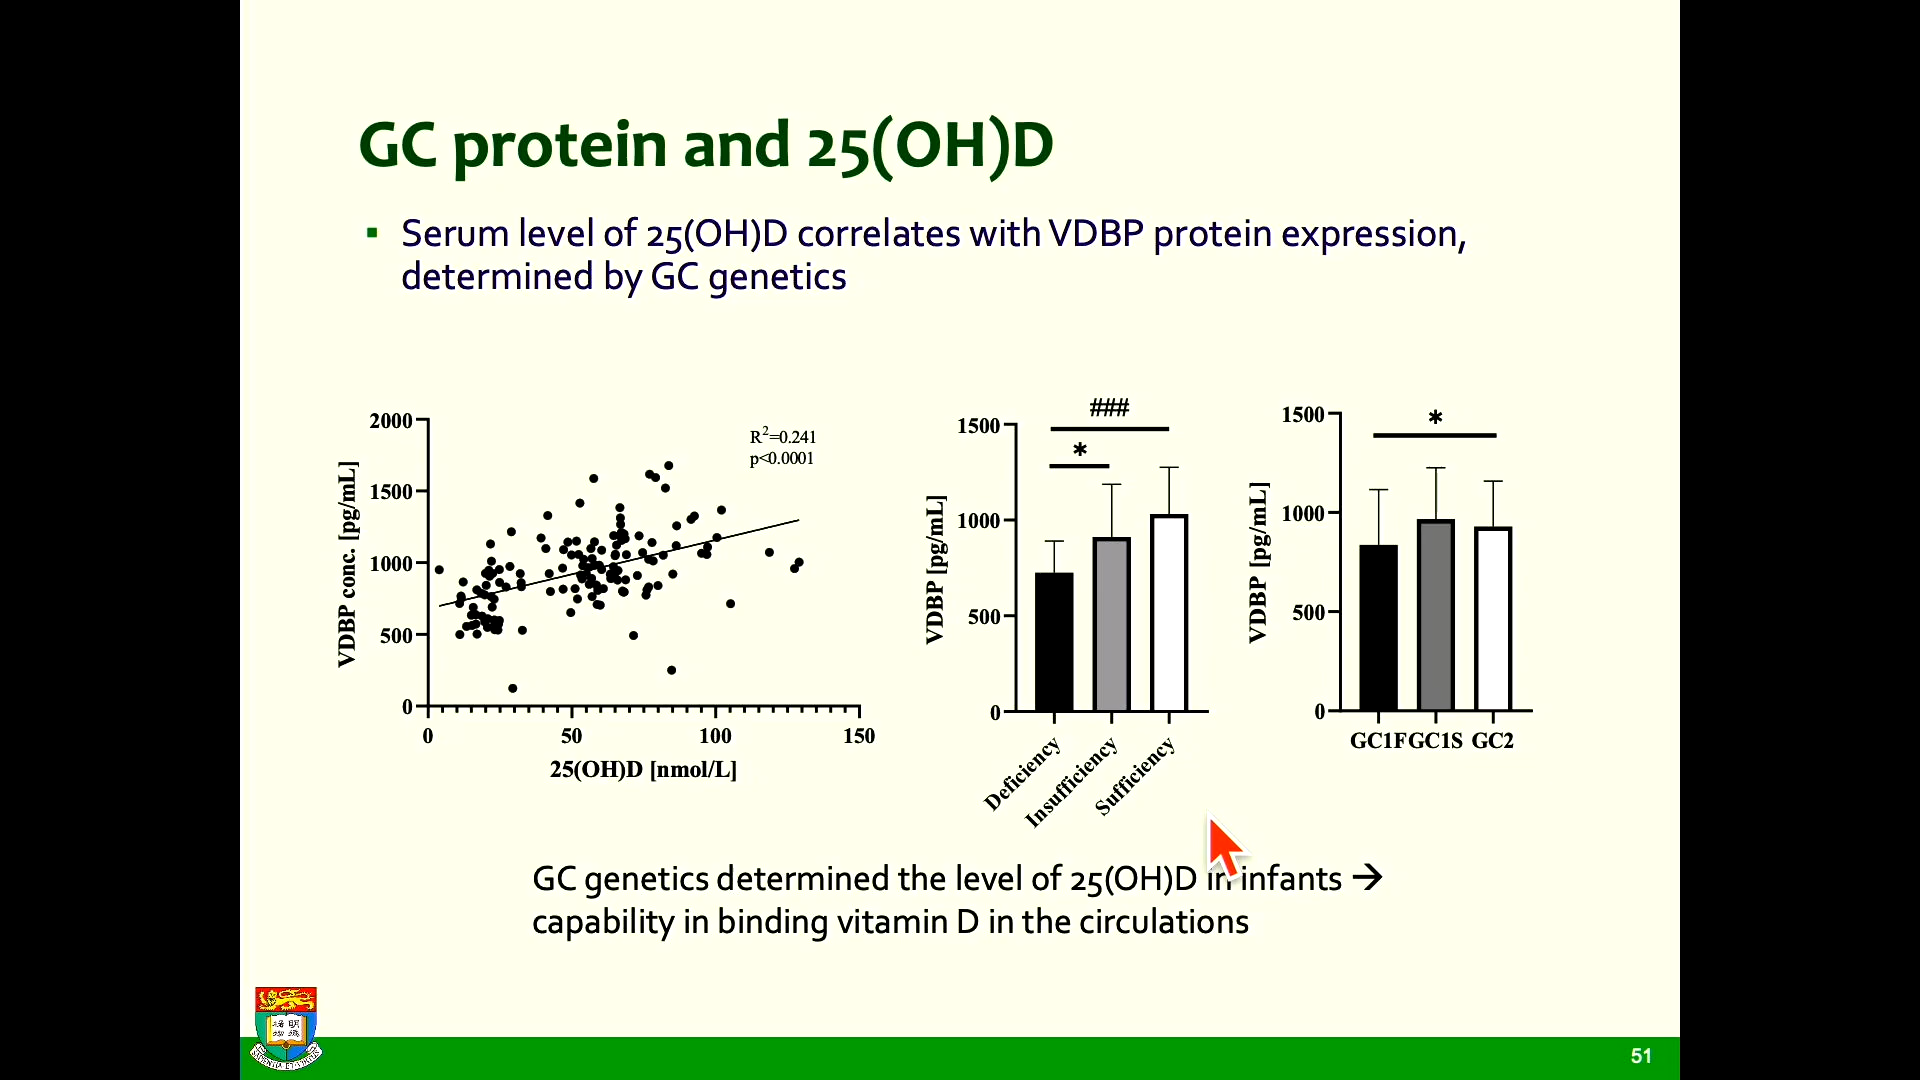 GC protein and 25(OH)D
▪ Serum level of 25(OH)D correlates with VDBP protein expression,
determined by GC genetics
R²=0.241
p<0.0001
VDBP conc. [pg/mL]
2000
1500
1000
500
0
0 50 100 150
25(OH)D [nmol/L]
###
*
VDBP [pg/mL]
1500
1000
500
0
Deficiency
Insufficiency
Sufficiency
*
VDBP [pg/mL]
1500
1000
500
0
GC1F GC1S GC2
GC genetics determined the level of 25(OH)D in infants →
capability in binding vitamin D in the circulations
51